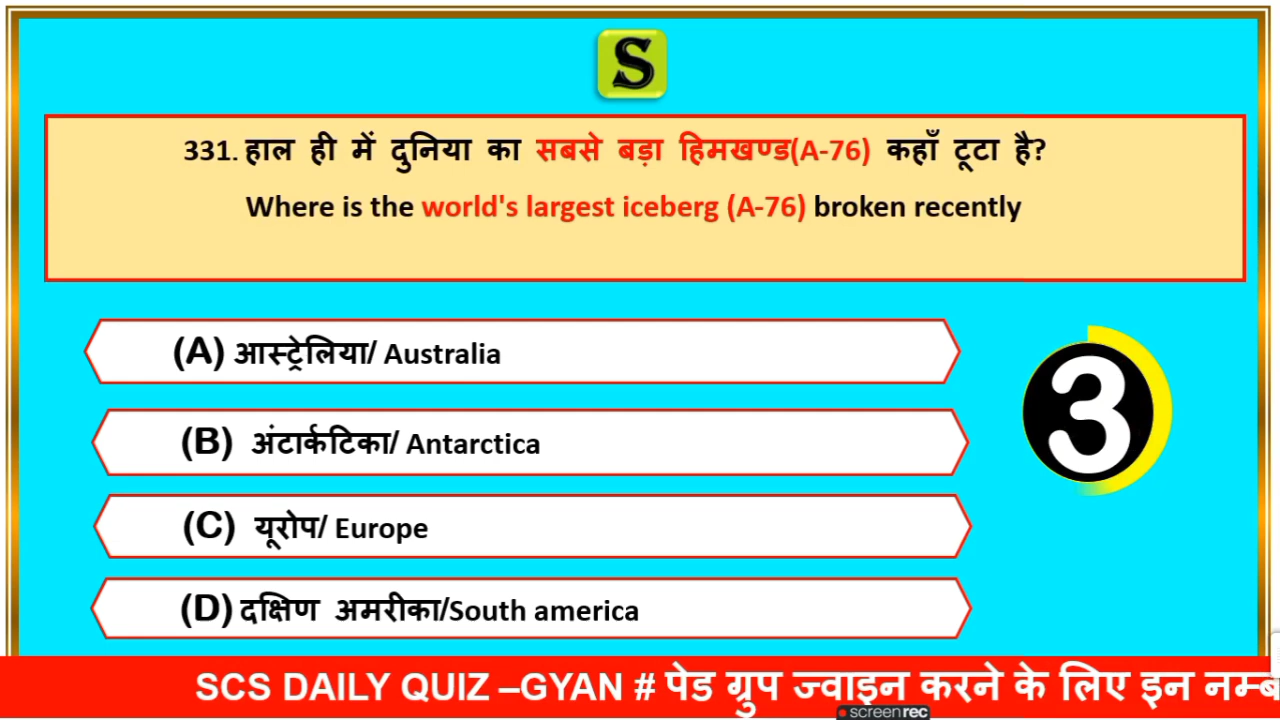 S
331. हाल ही में दुनिया का सबसे बड़ा हिमखण्ड(A-76) कहाँ टूटा है?
Where is the world's largest iceberg (A-76) broken recently
(A) आस्ट्रेलिया/ Australia
3
(B) अंटार्कटिका/ Antarctica
(C) यूरोप/ Europe
(D) दक्षिण अमरीका/South america
SCS DAILY QUIZ –GYAN # पेड ग्रुप ज्वाइन करने के लिए इन
screenrec